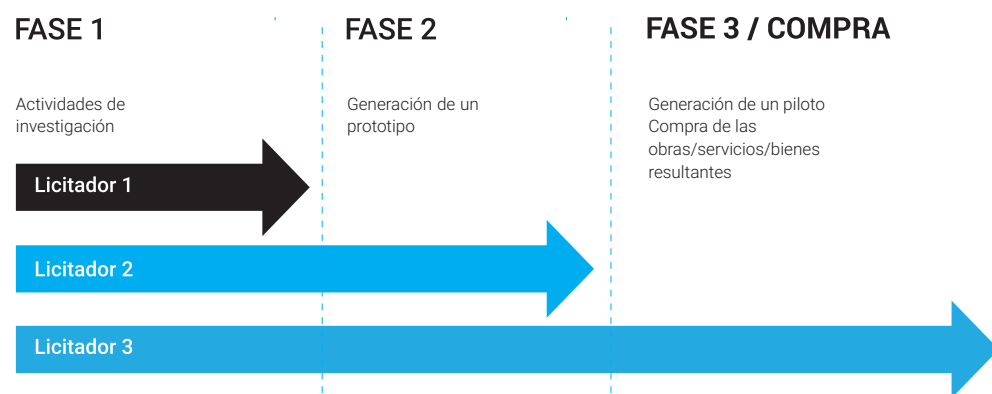 FASE 1
Actividades de
investigación
FASE 2
Generación de un
prototipo
FASE 3 / COMPRA
Generación de un piloto
Compra de las
obras/servicios/bienes
resultantes
Licitador 1
Licitador 2
Licitador 3